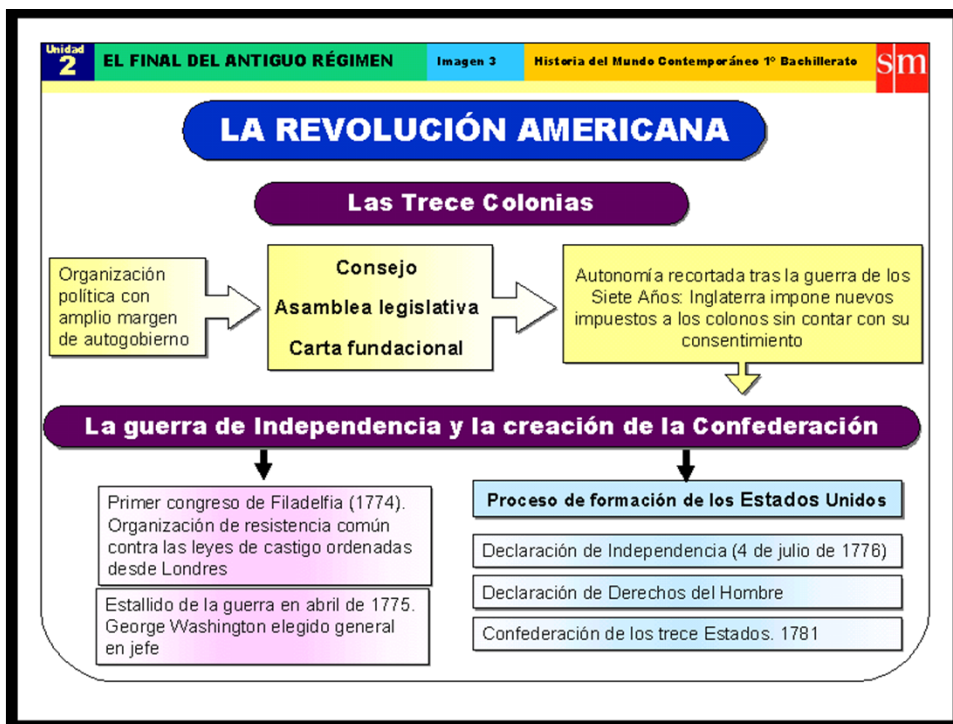 Unidad
2
EL FINAL DEL ANTIGUO RÉGIMEN
Imagen 3
Historia del Mundo Contemporáneo 1º Bachillerato
sm
LA REVOLUCIÓN AMERICANA
Las Trece Colonias
Organización
política con
amplio margen
de autogobierno
Consejo
Asamblea legislativa
Carta fundacional
Autonomía recortada tras la guerra de los
Siete Años: Inglaterra impone nuevos
impuestos a los colonos sin contar con su
consentimiento
La guerra de Independencia y la creación de la Confederación
Primer congreso de Filadelfia (1774).
Organización de resistencia común
contra las leyes de castigo ordenadas
desde Londres
Estallido de la guerra en abril de 1775.
George Washington elegido general
en jefe
Proceso de formación de los Estados Unidos
Declaración de Independencia (4 de julio de 1776)
Declaración de Derechos del Hombre
Confederación de los trece Estados. 1781